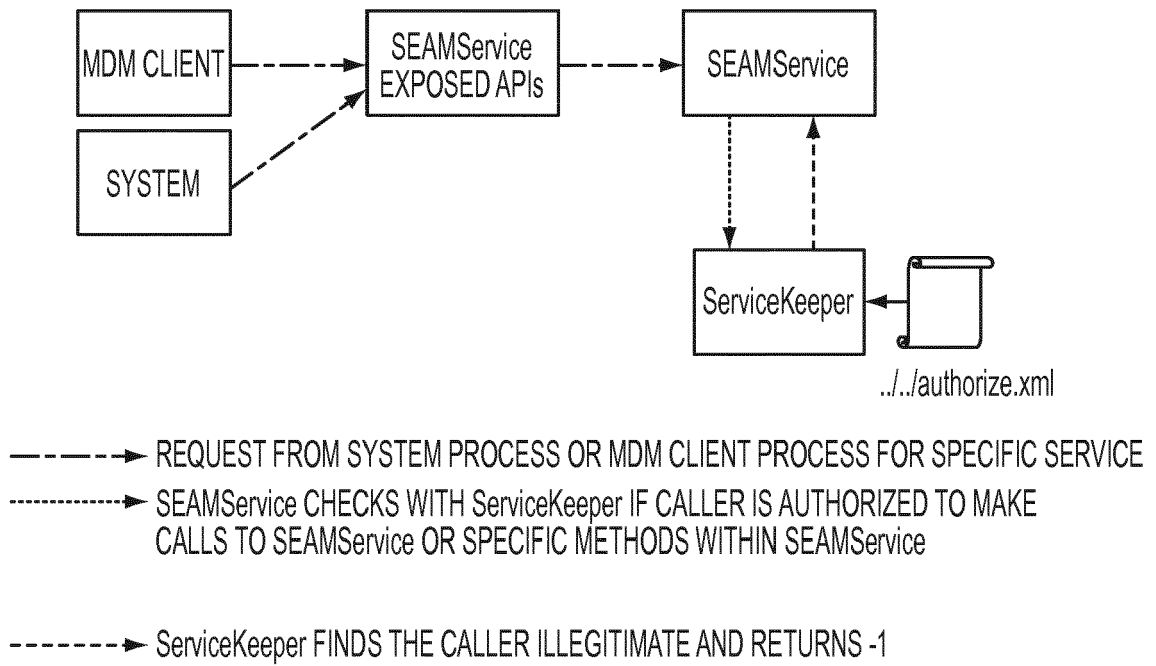 MDM CLIENT
SEAMService
EXPOSED APIs
SEAMService
SYSTEM
ServiceKeeper
../../authorize.xml
REQUEST FROM SYSTEM PROCESS OR MDM CLIENT PROCESS FOR SPECIFIC SERVICE
SEAMService CHECKS WITH ServiceKeeper IF CALLER IS AUTHORIZED TO MAKE
CALLS TO SEAMService OR SPECIFIC METHODS WITHIN SEAMService
ServiceKeeper FINDS THE CALLER ILLEGITIMATE AND RETURNS -1